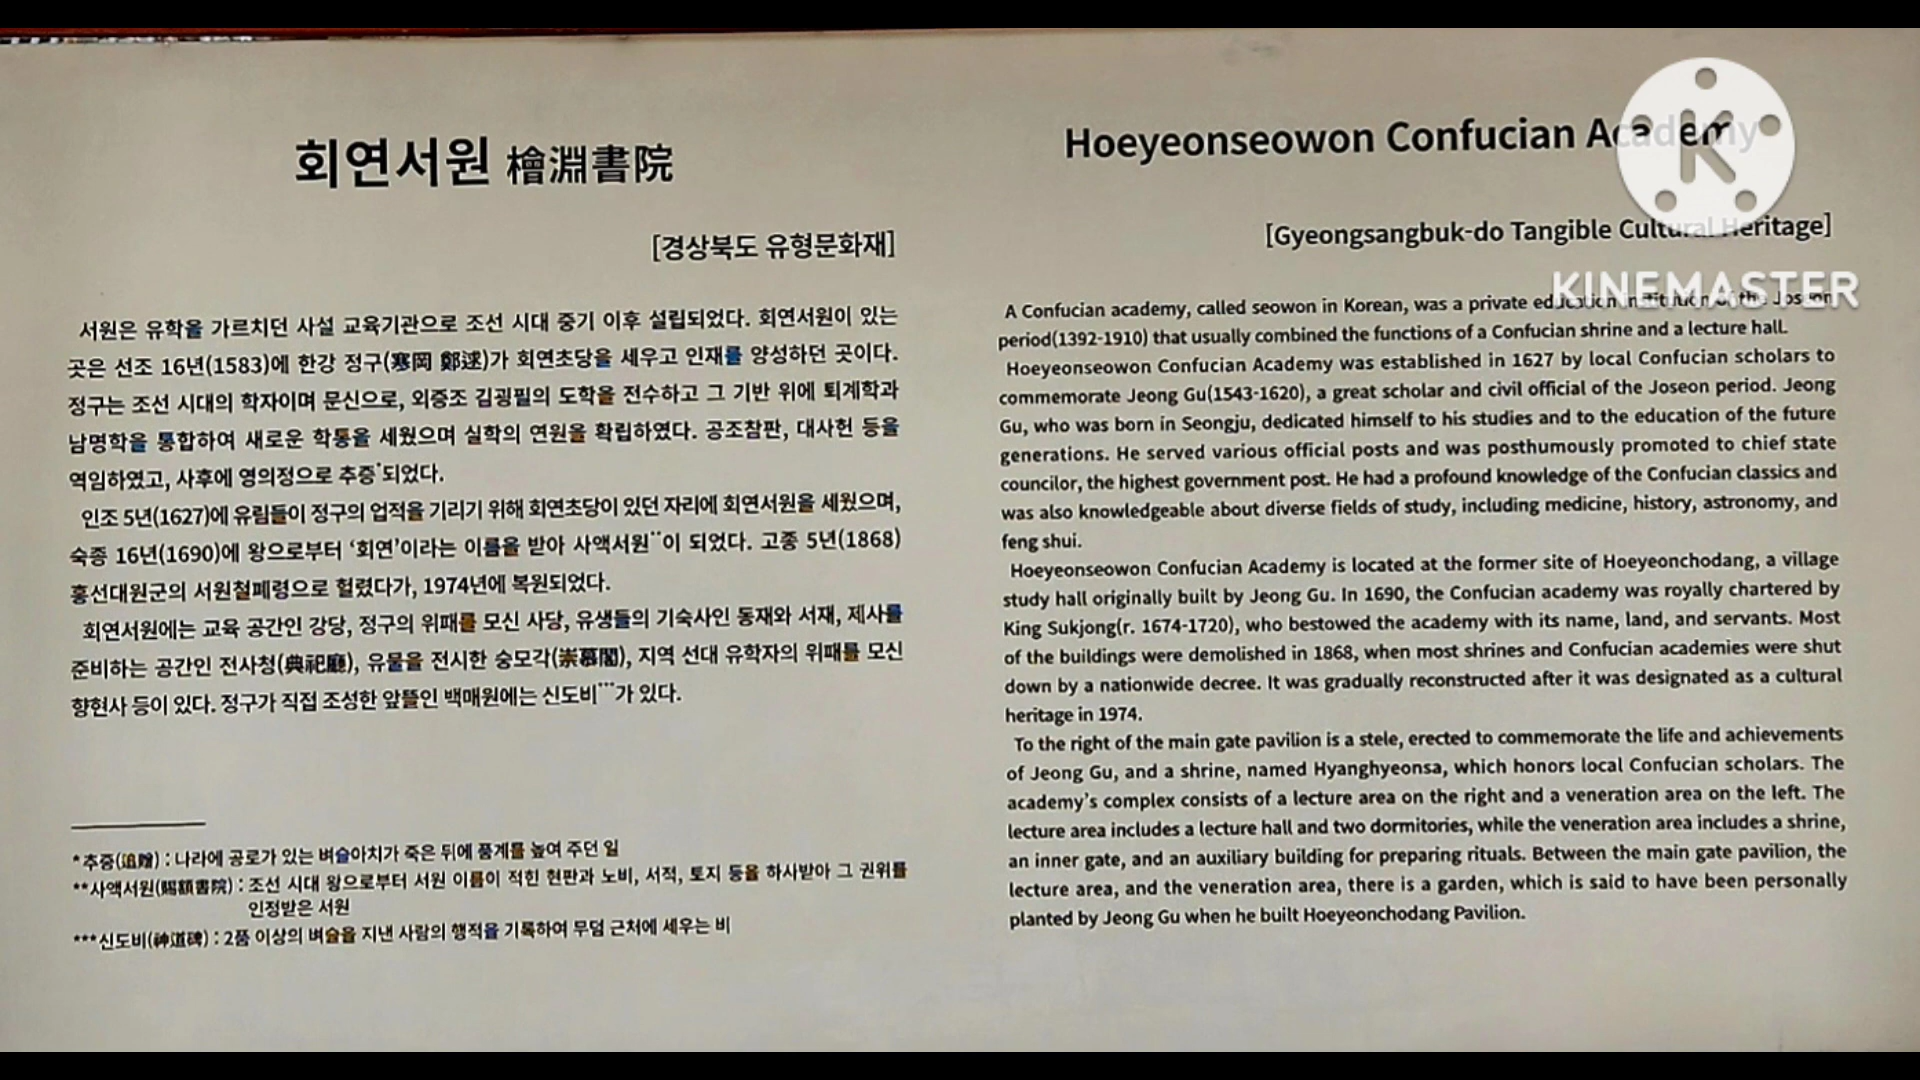 회연서원 檜淵書院
[경상북도 유형문화재]
서원은 유학을 가르치던 사설 교육기관으로 조선 시대 중기 이후 설립되었다. 회연서원이 있는
곳은 선조 16년(1583)에 한강 정구(寒岡 鄭逑)가 회연초당을 세우고 인재를 양성하던 곳이다.
정구는 조선 시대의 학자이며 문신으로, 외증조 김굉필의 도학을 전수하고 그 기반 위에 퇴계학과
남명학을 통합하여 새로운 학통을 세웠으며 실학의 연원을 확립하였다. 공조참판, 대사헌 등을
역임하였고, 사후에 영의정으로 추증*되었다.
인조 5년(1627)에 유림들이 정구의 업적을 기리기 위해 회연초당이 있던 자리에 회연서원을 세웠으며,
숙종 16년(1690)에 왕으로부터 ‘회연’이라는 이름을 받아 사액서원**이 되었다. 고종 5년(1868)
흥선대원군의 서원철폐령으로 헐렸다가, 1974년에 복원되었다.
회연서원에는 교육 공간인 강당, 정구의 위패를 모신 사당, 유생들의 기숙사인 동재와 서재, 제사를
준비하는 공간인 전사청(典祀廳), 유물을 전시한 숭모각(崇慕閣), 지역 선대 유학자의 위패를 모신
향현사 등이 있다. 정구가 직접 조성한 앞뜰인 백매원에는 신도비***가 있다.
*추증(追贈) : 나라에 공로가 있는 벼슬아치가 죽은 뒤에 품계를 높여 주던 일
**사액서원(賜額書院) : 조선 시대 왕으로부터 서원 이름이 적힌 현판과 노비, 서적, 토지 등을 하사받아 그 권위를
인정받은 서원
***신도비(神道碑) : 2품 이상의 벼슬을 지낸 사람의 행적을 기록하여 무덤 근처에 세우는 비
Hoeyeonseowon Confucian Academy
[Gyeongsangbuk-do Tangible Cultural Heritage]
KINEMASTER
A Confucian academy, called seowon in Korean, was a private education institution of the Joseon
period(1392-1910) that usually combined the functions of a Confucian shrine and a lecture hall.
Hoeyeonseowon Confucian Academy was established in 1627 by local Confucian scholars to
commemorate Jeong Gu(1543-1620), a great scholar and civil official of the Joseon period. Jeong
Gu, who was born in Seongju, dedicated himself to his studies and to the education of the future
generations. He served various official posts and was posthumously promoted to chief state
councilor, the highest government post. He had a profound knowledge of the Confucian classics and
was also knowledgeable about diverse fields of study, including medicine, history, astronomy, and
feng shui.
Hoeyeonseowon Confucian Academy is located at the former site of Hoeyeonchodang, a village
study hall originally built by Jeong Gu. In 1690, the Confucian academy was royally chartered by
King Sukjong(r. 1674-1720), who bestowed the academy with its name, land, and servants. Most
of the buildings were demolished in 1868, when most shrines and Confucian academies were shut
down by a nationwide decree. It was gradually reconstructed after it was designated as a cultural
heritage in 1974.
To the right of the main gate pavilion is a stele, erected to commemorate the life and achievements
of Jeong Gu, and a shrine, named Hyanghyeonsa, which honors local Confucian scholars. The
academy’s complex consists of a lecture area on the right and a veneration area on the left. The
lecture area includes a lecture hall and two dormitories, while the veneration area includes a shrine,
an inner gate, and an auxiliary building for preparing rituals. Between the main gate pavilion, the
lecture area, and the veneration area, there is a garden, which is said to have been personally
planted by Jeong Gu when he built Hoeyeonchodang Pavilion.